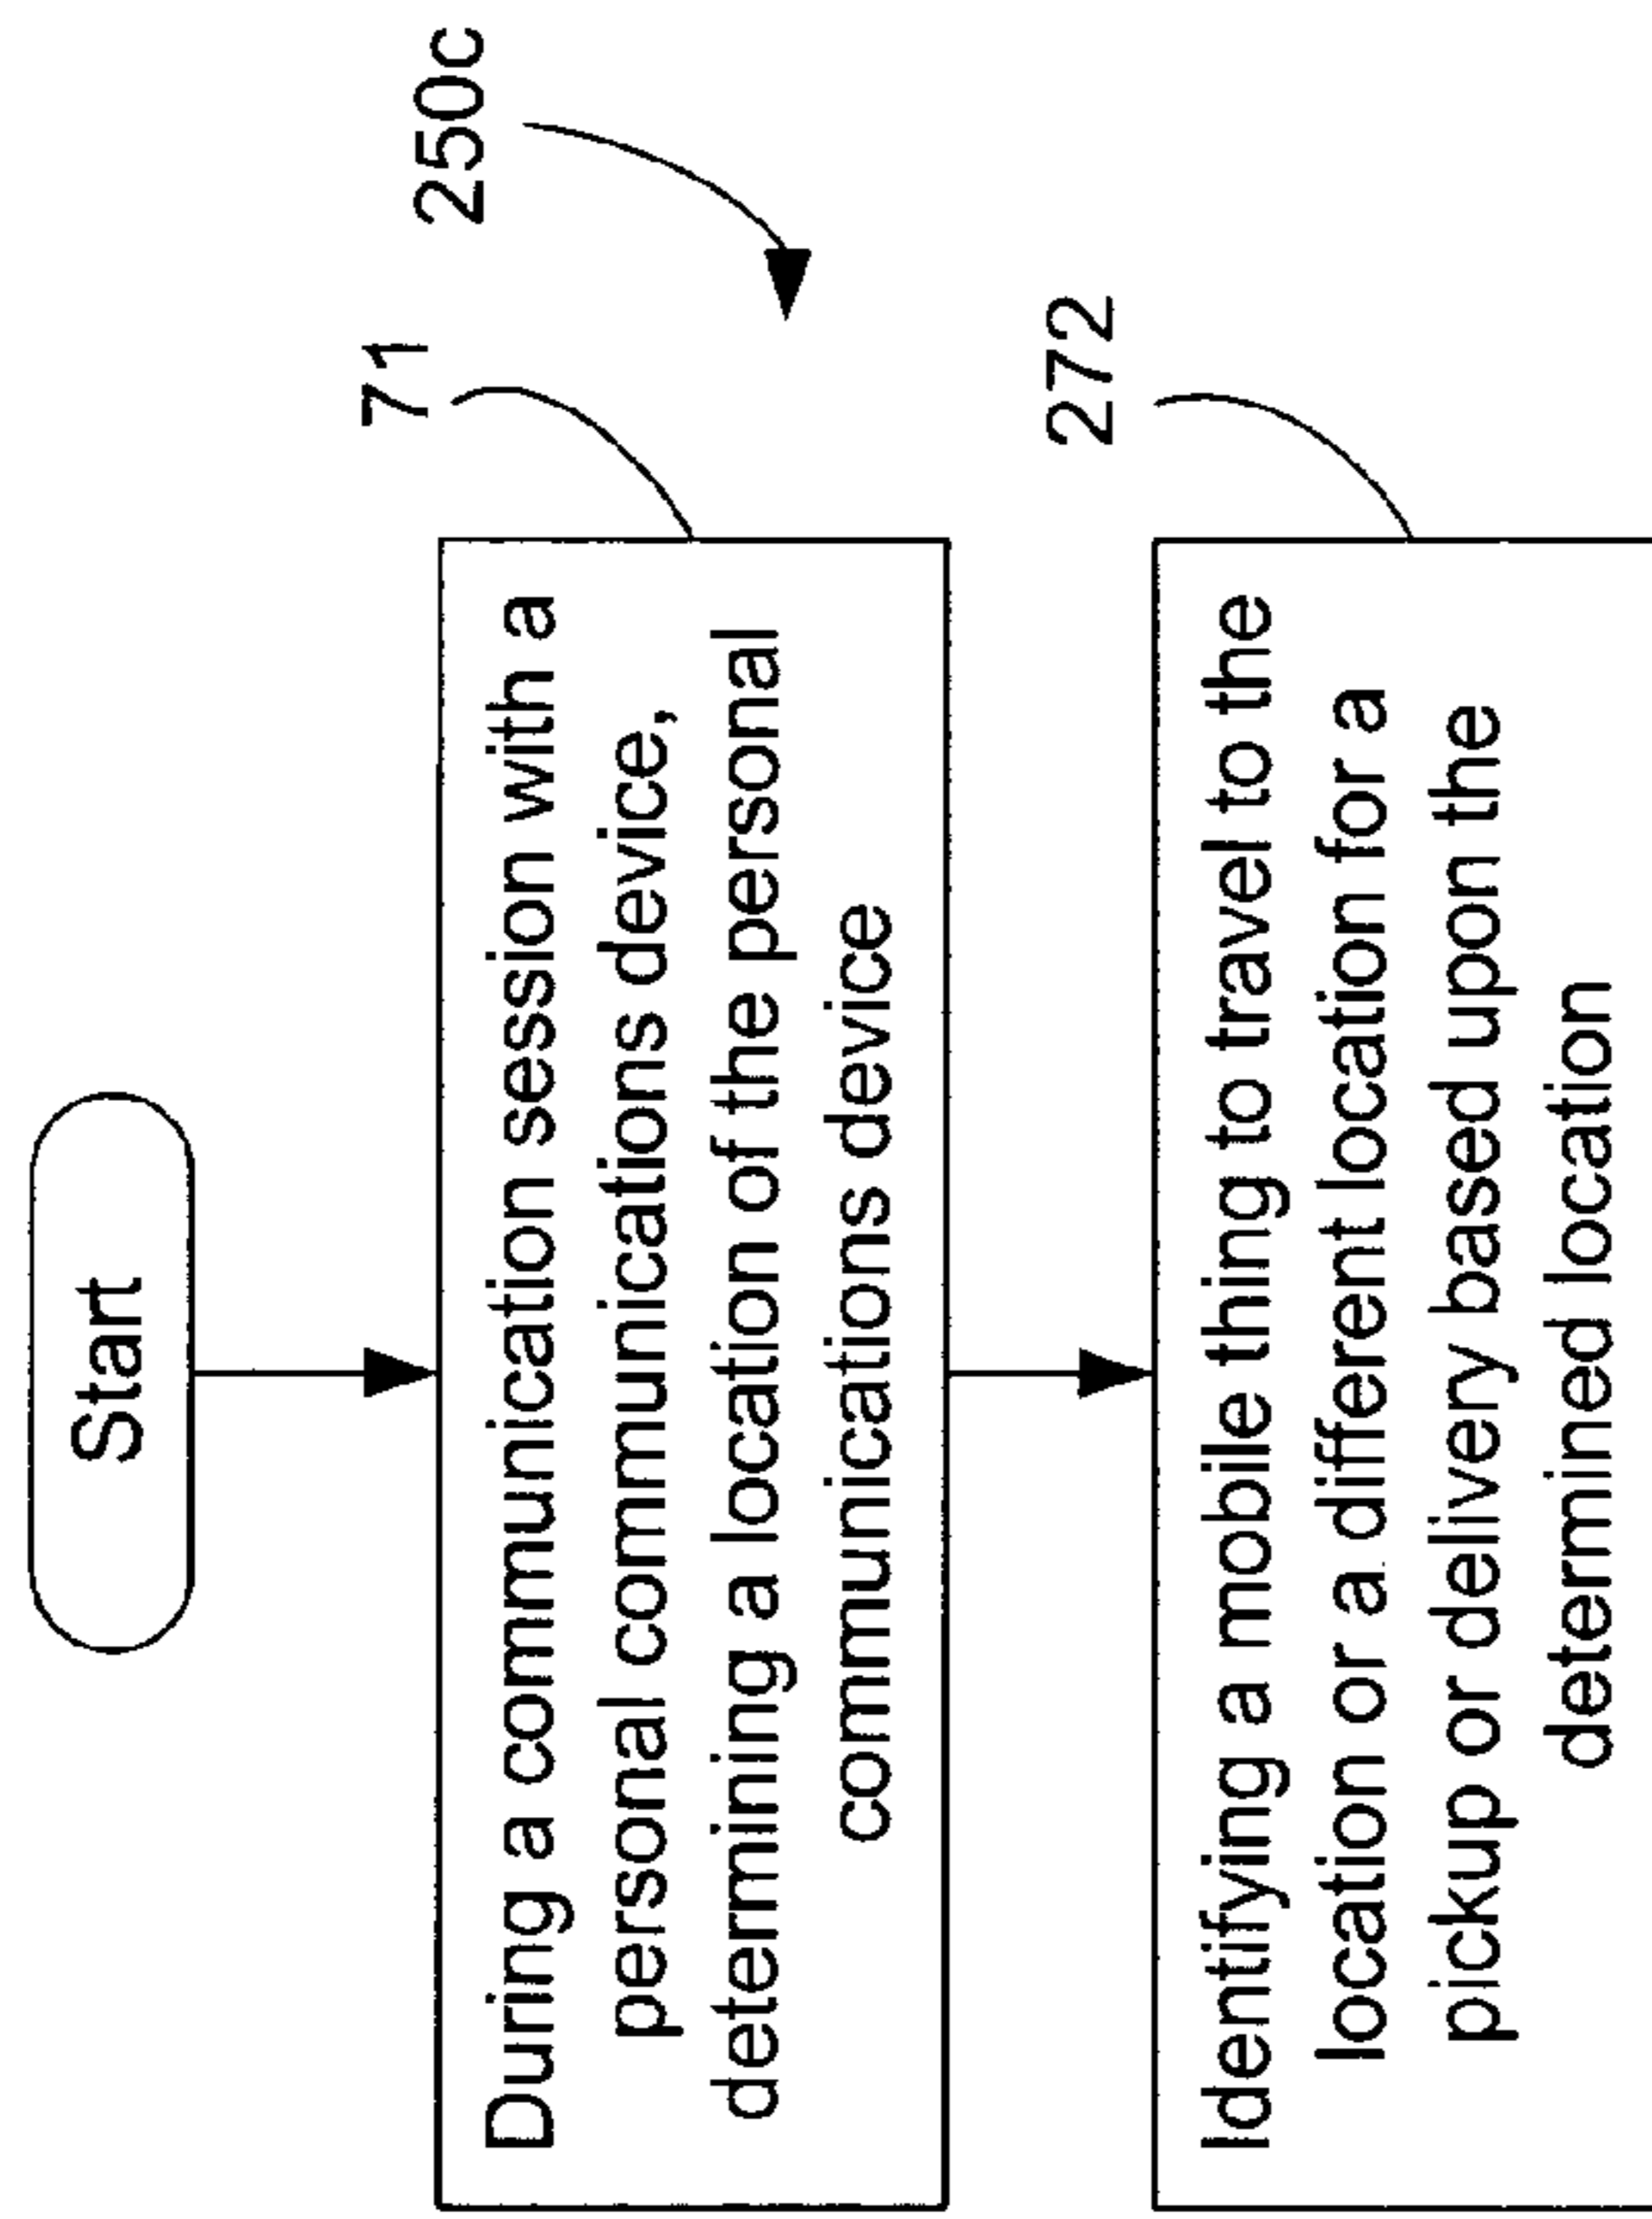 Start
250c
71
During a communication session with a
personal communications device,
determining a location of the personal
communications device
272
Identifying a mobile thing to travel to the
location or a different location for a
pickup or delivery based upon the
determined location